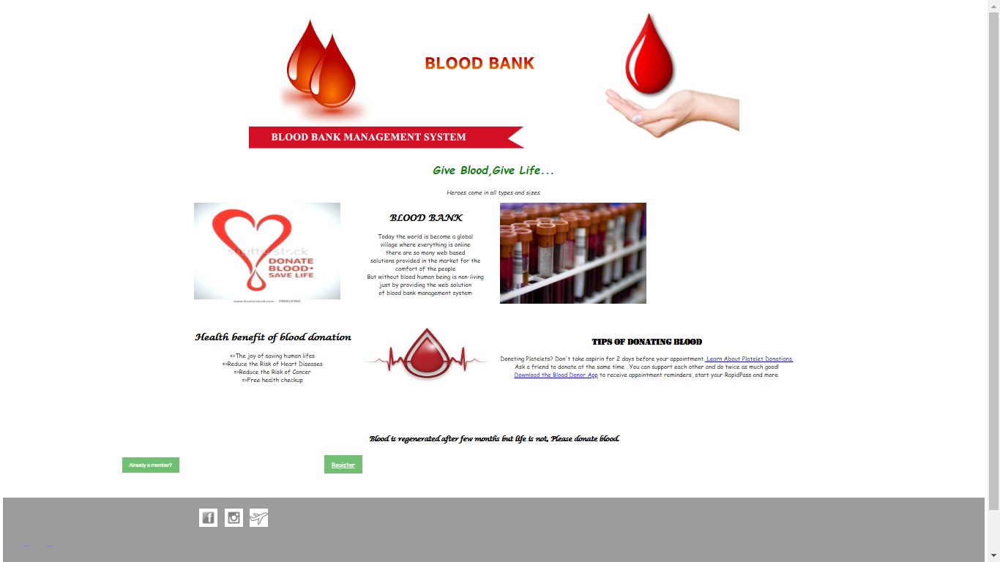 BLOOD BANK
BLOOD BANK MANAGEMENT SYSTEM
Give Blood,Give Life...
Heroes come in all types and sizes.
shutterstock
DONATE
BLOOD•
SAVE LIFE
BLOOD BANK
Today the world is become a global
village where everything is online
there are so many web based
solutions provided in the market for the
comfort of the people
But without blood human being is non-living
just by providing the web solution
of blood bank management system
Health benefit of blood donation
=>The joy of saving human lifes
=>Reduce the Risk of Heart Diseases
=>Reduce the Risk of Cancer
=>Free health checkup
TIPS OF DONATING BLOOD
Donating Platelets? Don't take aspirin for 2 days before your appointment. Learn About Platelet Donations.
Ask a friend to donate at the same time . You can support each other and do twice as much good!
Download the Blood Donor App to receive appointment reminders, start your RapidPass and more.
Blood is regenerated after few months but life is not, Please donate blood.
Already a member?
Register